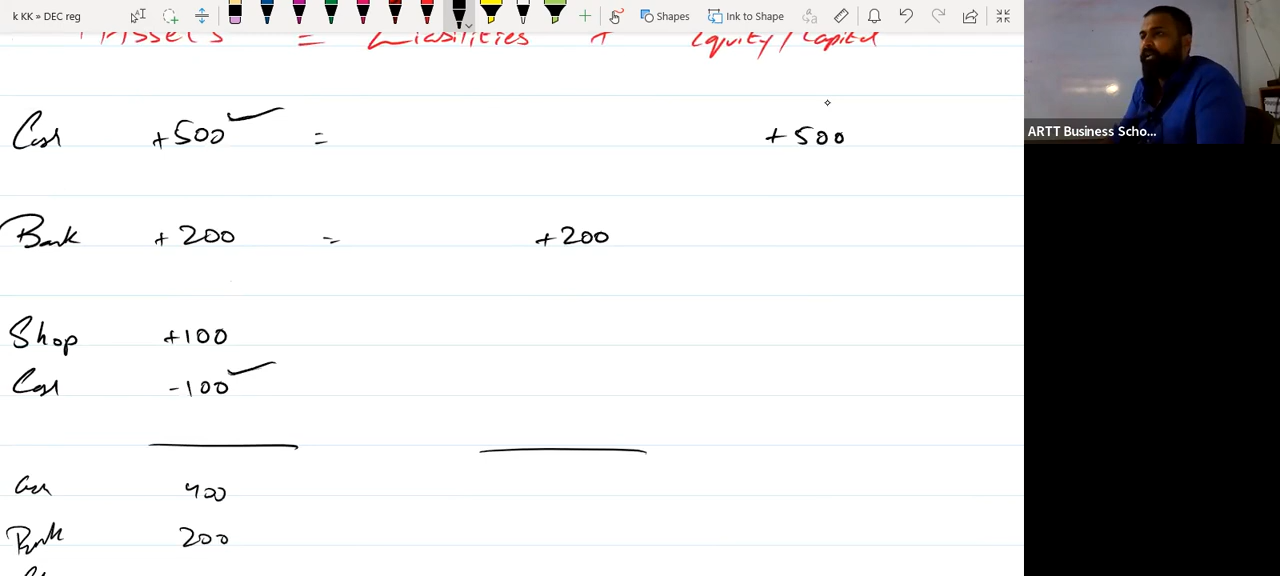 k KK » DEC reg Shapes Ink to Shape
Assets = Liabilities + Equity/Capital
Cash +500 = +500
ARTT Business Scho...
Bank +200 = +200
Shop +100
Cash -100
Cash 400
Bank 200